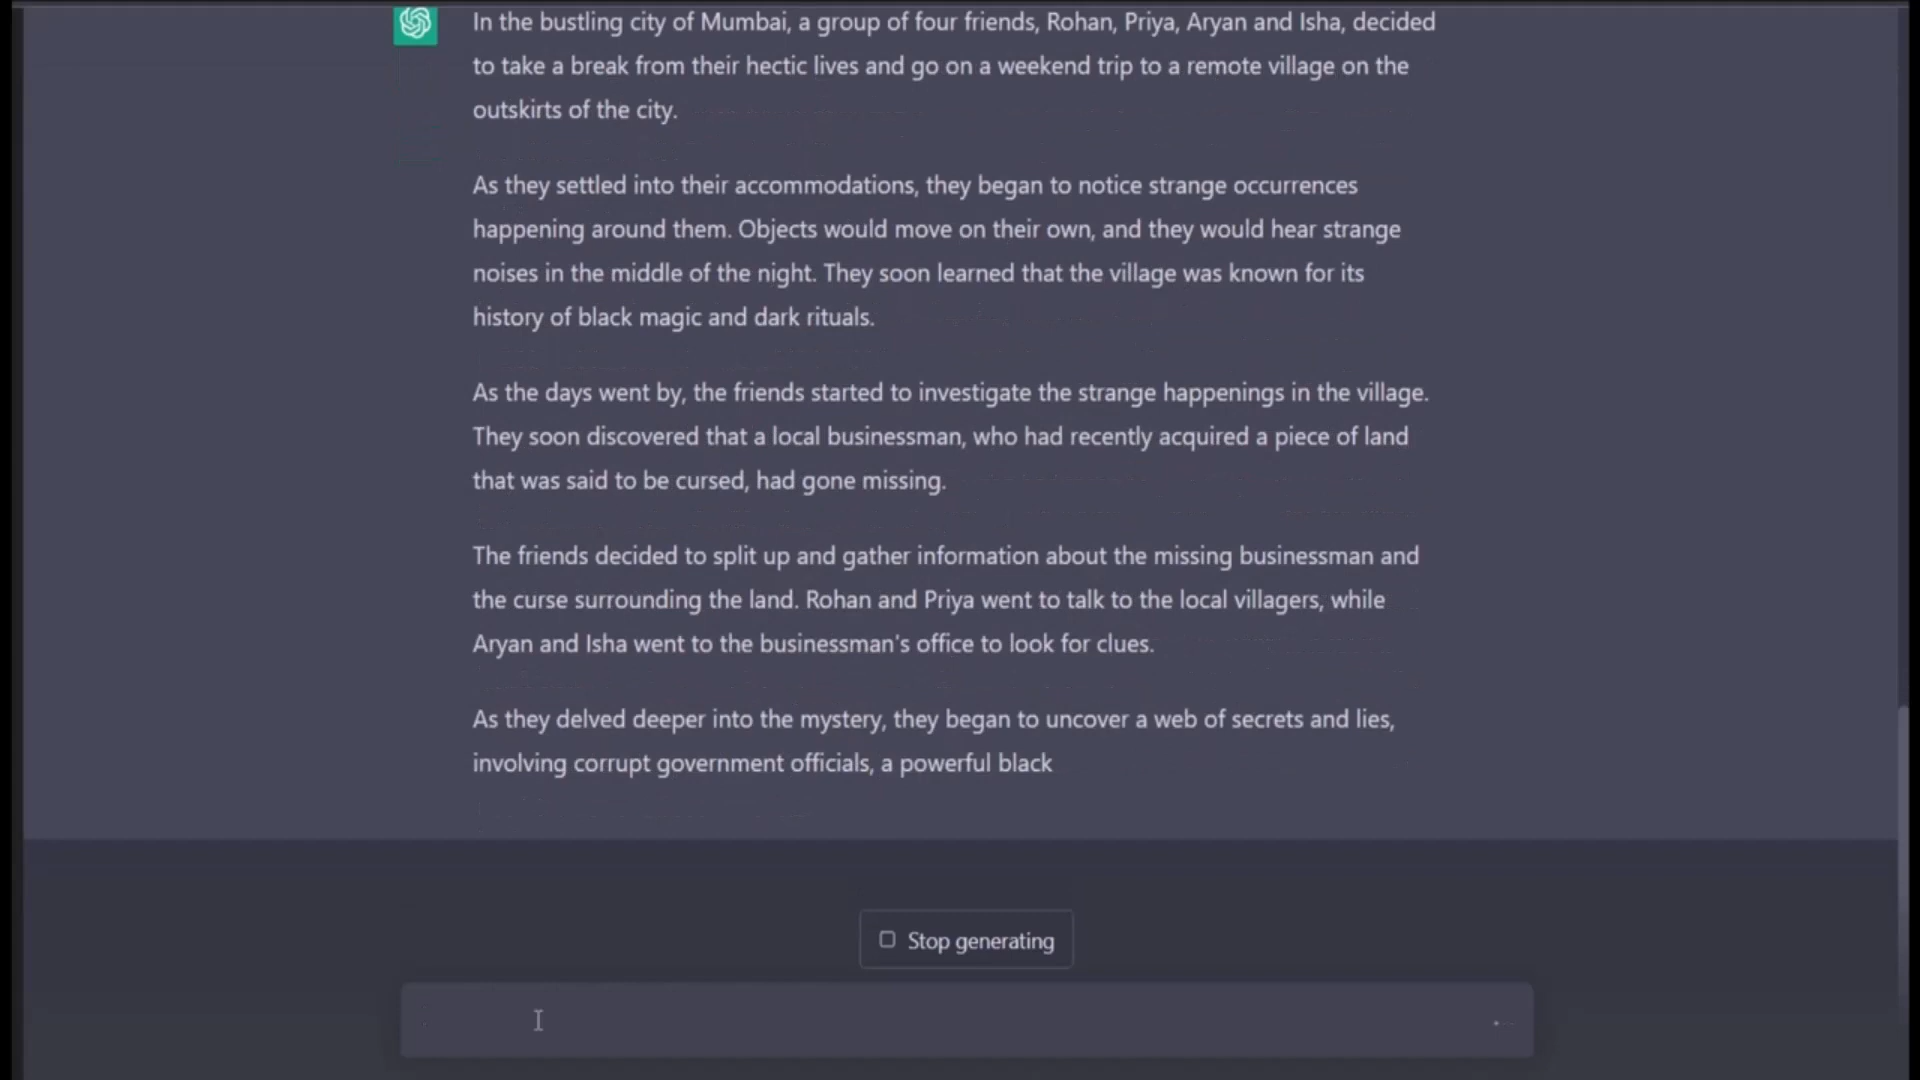 In the bustling city of Mumbai, a group of four friends, Rohan, Priya, Aryan and Isha, decided
to take a break from their hectic lives and go on a weekend trip to a remote village on the
outskirts of the city.
As they settled into their accommodations, they began to notice strange occurrences
happening around them. Objects would move on their own, and they would hear strange
noises in the middle of the night. They soon learned that the village was known for its
history of black magic and dark rituals.
As the days went by, the friends started to investigate the strange happenings in the village.
They soon discovered that a local businessman, who had recently acquired a piece of land
that was said to be cursed, had gone missing.
The friends decided to split up and gather information about the missing businessman and
the curse surrounding the land. Rohan and Priya went to talk to the local villagers, while
Aryan and Isha went to the businessman's office to look for clues.
As they delved deeper into the mystery, they began to uncover a web of secrets and lies,
involving corrupt government officials, a powerful black
Stop generating